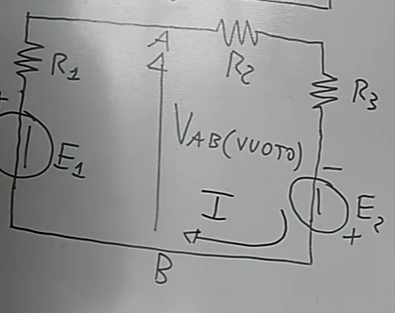 A
R1
R2
R3
+
VAB(VUOTO)
E1
-
I
E2
+
B